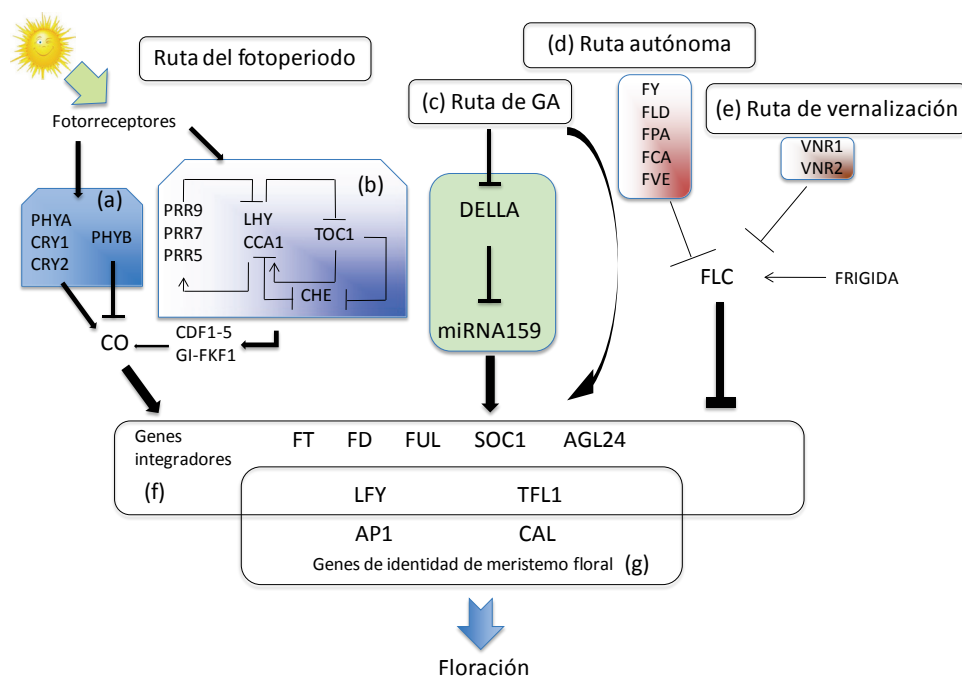 Ruta del fotoperiodo
Fotorreceptores
(a)
PHYA
CRY1
CRY2
PHYB
(b)
PRR9
PRR7
PRR5
LHY
CCA1
TOC1
CHE
CO
CDF1-5
GI-FKF1
(c) Ruta de GA
DELLA
miRNA159
(d) Ruta autónoma
FY
FLD
FPA
FCA
FVE
(e) Ruta de vernalización
VNR1
VNR2
FLC
FRIGIDA
Genes
integradores
(f)
FT FD FUL SOC1 AGL24
LFY TFL1
AP1 CAL
Genes de identidad de meristemo floral (g)
Floración